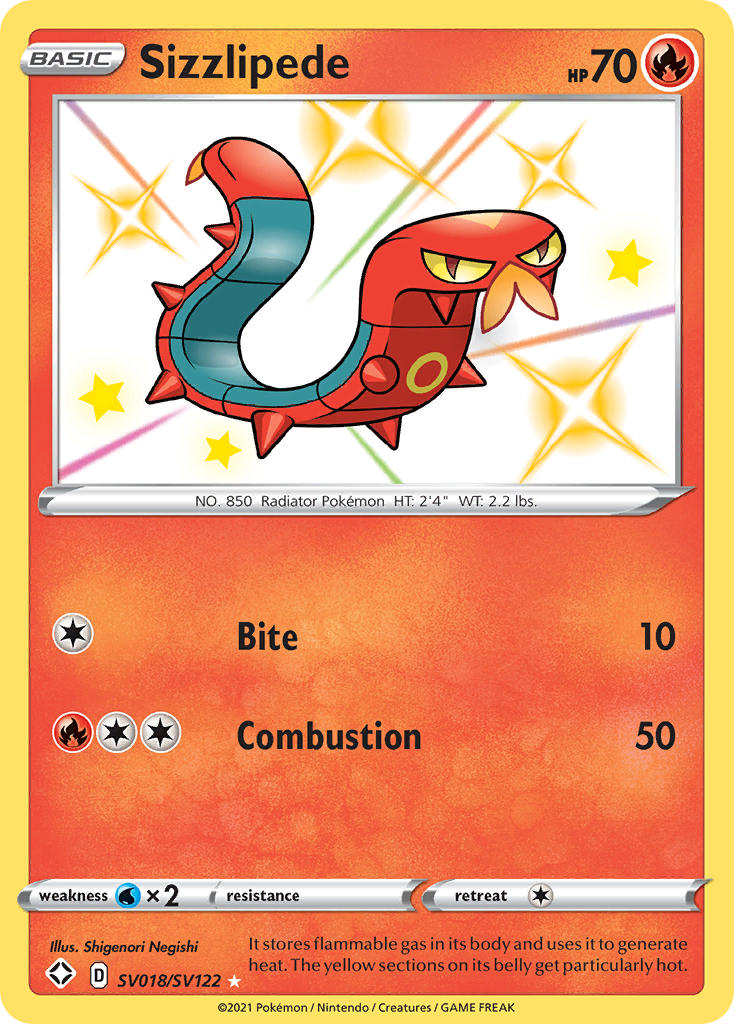 BASIC Sizzlipede HP 70
NO. 850 Radiator Pokémon HT: 2'4" WT: 2.2 lbs.
Bite 10
Combustion 50
weakness ×2 resistance retreat
Illus. Shigenori Negishi
It stores flammable gas in its body and uses it to generate
heat. The yellow sections on its belly get particularly hot.
D SV018/SV122
©2021 Pokémon / Nintendo / Creatures / GAME FREAK